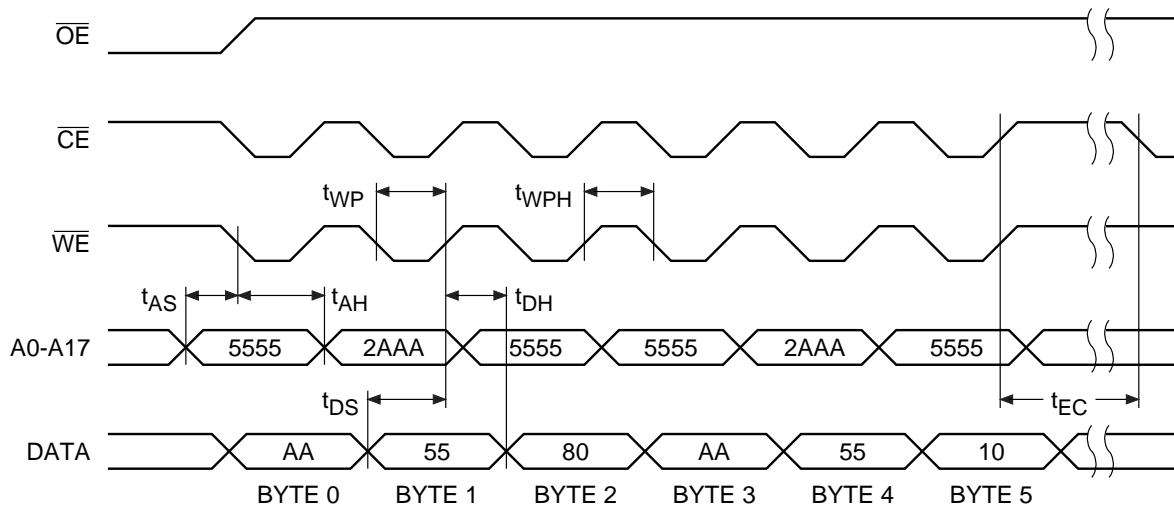 OE
CE
tWP tWPH
WE
tAS tAH tDH
A0-A17 5555 2AAA 5555 5555 2AAA 5555
tDS tEC
DATA AA 55 80 AA 55 10
BYTE 0 BYTE 1 BYTE 2 BYTE 3 BYTE 4 BYTE 5